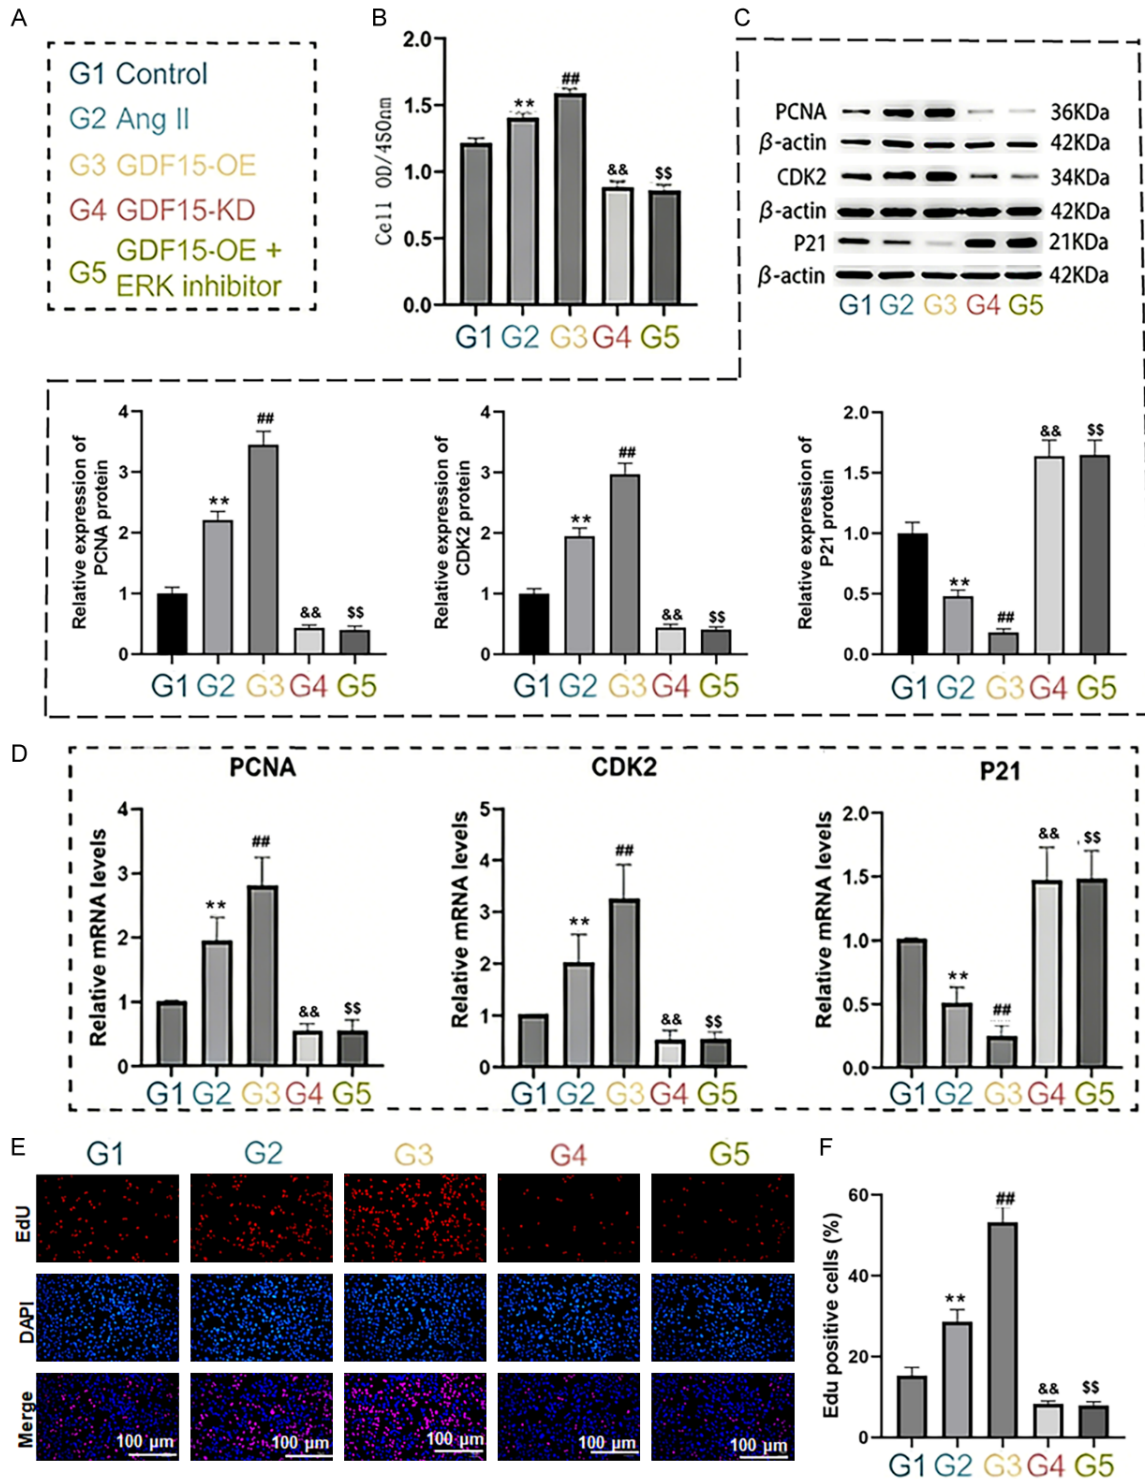 A
G1 Control
G2 Ang II
G3 GDF15-OE
G4 GDF15-KD
G5 GDF15-OE +
ERK inhibitor
B
Cell OD/450nm
2.0
1.5
1.0
0.5
0.0
**
##
&&
$$
G1 G2 G3 G4 G5
C
PCNA 36KDa
β-actin 42KDa
CDK2 34KDa
β-actin 42KDa
P21 21KDa
β-actin 42KDa
G1 G2 G3 G4 G5
Relative expression of
PCNA protein
4
3
2
1
0
**
##
&&
$$
G1 G2 G3 G4 G5
Relative expression of
CDK2 protein
4
3
2
1
0
**
##
&&
$$
G1 G2 G3 G4 G5
Relative expression of
P21 protein
2.0
1.5
1.0
0.5
0.0
**
##
&&
$$
G1 G2 G3 G4 G5
D
PCNA
Relative mRNA levels
4
3
2
1
0
**
##
&&
$$
G1 G2 G3 G4 G5
CDK2
Relative mRNA levels
5
4
3
2
1
0
**
##
&&
$$
G1 G2 G3 G4 G5
P21
Relative mRNA levels
2.0
1.5
1.0
0.5
0.0
**
##
&&
$$
G1 G2 G3 G4 G5
E
G1 G2 G3 G4 G5
EdU
DAPI
Merge
100 µm 100 µm 100 µm 100 µm 100 µm
F
Edu positive cells (%)
60
40
20
0
**
##
&&
$$
G1 G2 G3 G4 G5